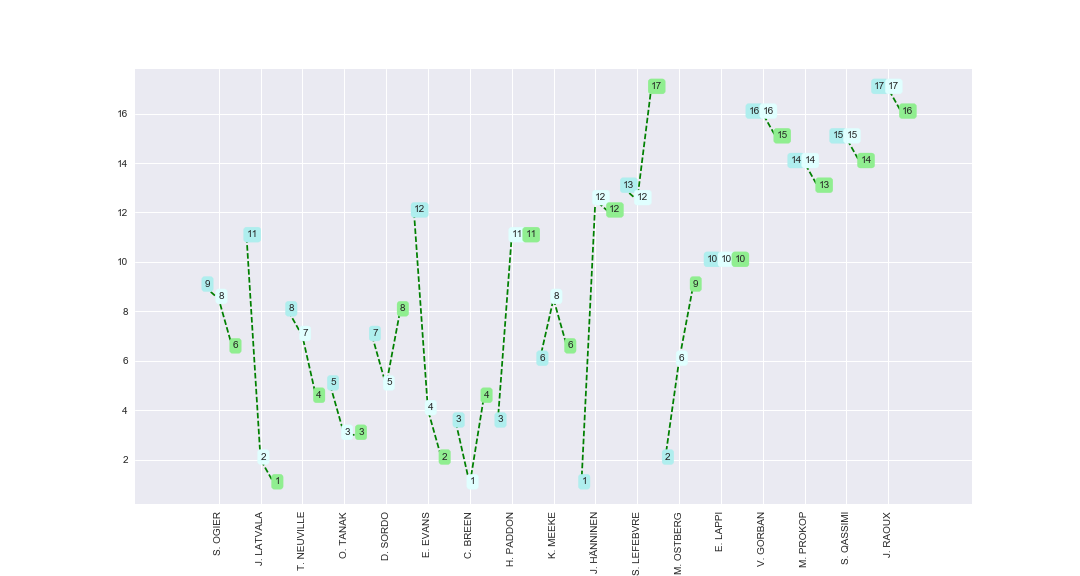 17 17 17
16 16 16 16
15 15 15
14 14 14 14
13 13
12 12
12 12 12
11 11 11
10 10 10 10
9 9
8 8
8 8 8
7 7
6 6
6 6 6
5 5
4 4
4 4
3 3
3 3
2 2 2 2
1 1 1
S. OGIER
J. LATVALA
T. NEUVILLE
O. TANAK
D. SORDO
E. EVANS
C. BREEN
H. PADDON
K. MEEKE
J. HÄNNINEN
S. LEFEBVRE
M. OSTBERG
E. LAPPI
V. GORBAN
M. PROKOP
S. QASSIMI
J. RAOUX